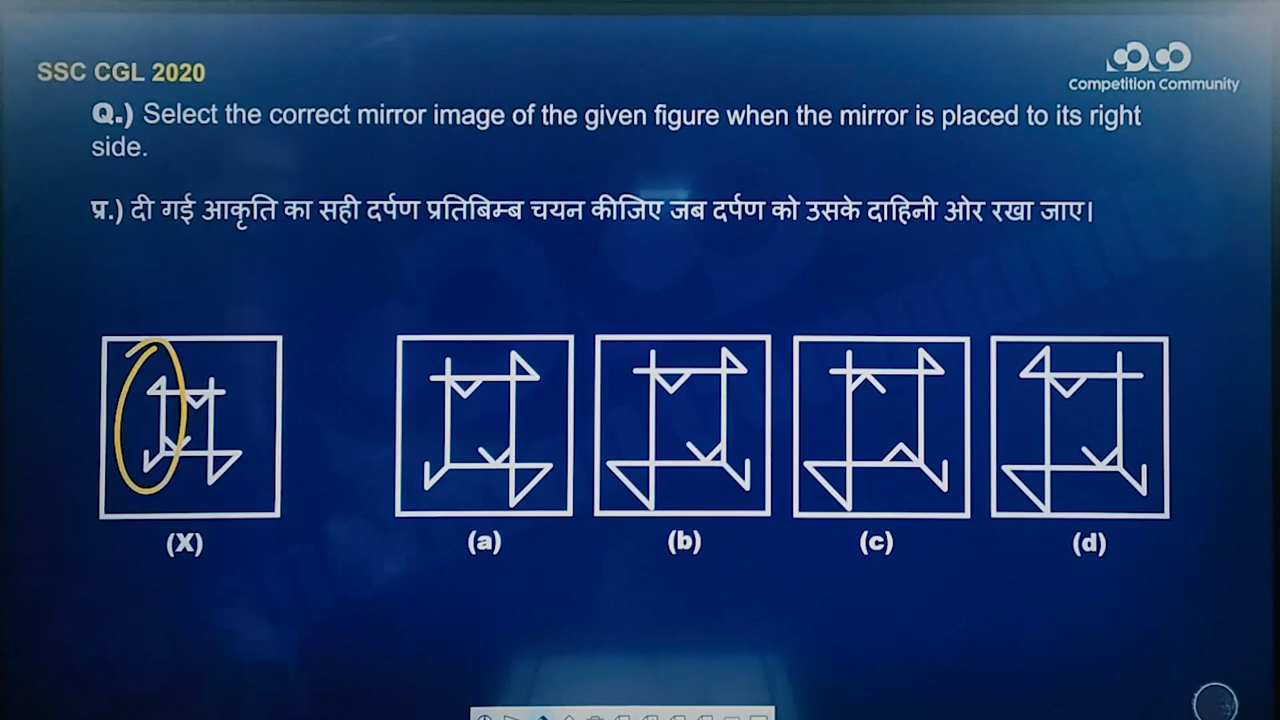 SSC CGL 2020
Competition Community
Q.) Select the correct mirror image of the given figure when the mirror is placed to its right
side.
प्र.) दी गई आकृति का सही दर्पण प्रतिबिम्ब चयन कीजिए जब दर्पण को उसके दाहिनी ओर रखा जाए।
(X) (a) (b) (c) (d)